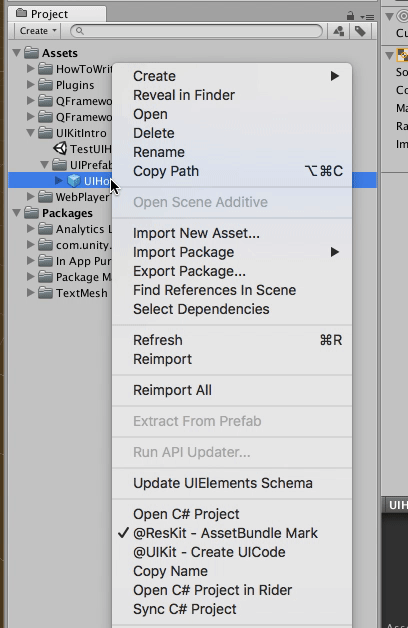 Project
Create
Assets
HowToWrit
Plugins
QFramewo
QFramewo
UIKitIntro
TestUIH
UIPrefab
UIHo
WebPlayer
Packages
Analytics L
com.unity.
In App Pur
Package Ma
TextMesh
Create
Reveal in Finder
Open
Delete
Rename
Copy Path ⌥⌘C
Open Scene Additive
Import New Asset...
Import Package
Export Package...
Find References In Scene
Select Dependencies
Refresh ⌘R
Reimport
Reimport All
Extract From Prefab
Run API Updater...
Update UIElements Schema
Open C# Project
✓ @ResKit - AssetBundle Mark
@UIKit - Create UICode
Copy Name
Open C# Project in Rider
Sync C# Project
Cu
So
Co
Ma
Ra
Im
UIH